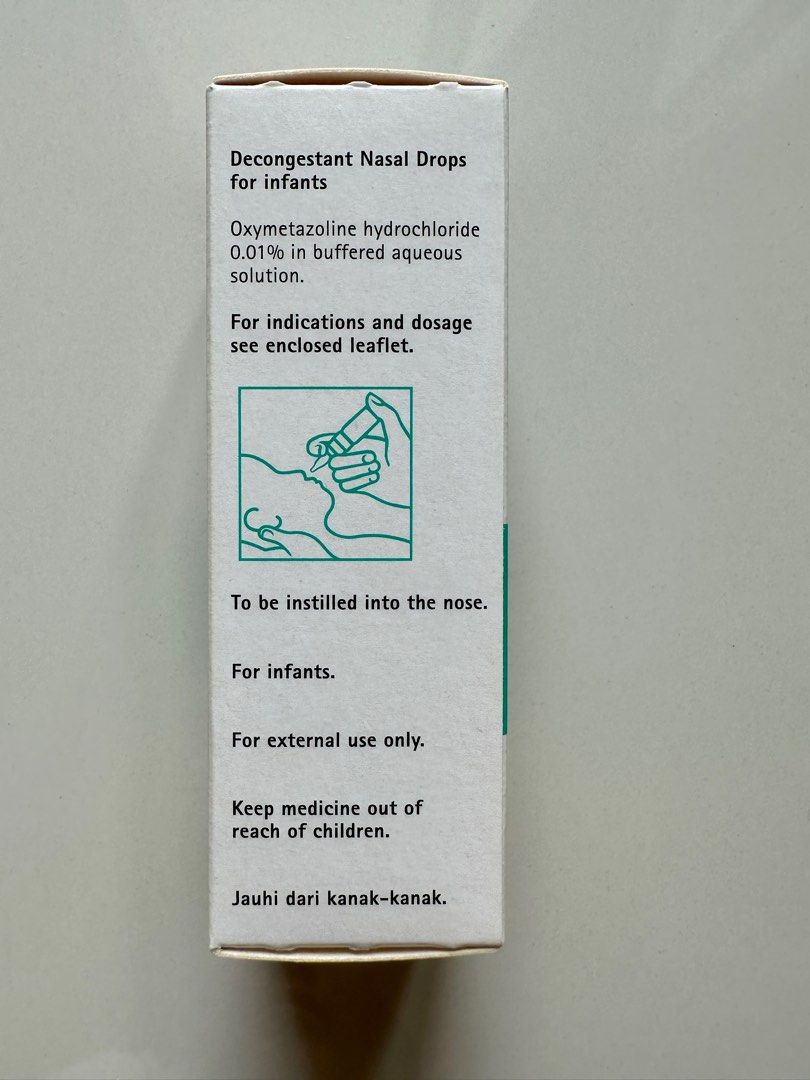 Decongestant Nasal Drops
for infants
Oxymetazoline hydrochloride
0.01% in buffered aqueous
solution.
For indications and dosage
see enclosed leaflet.
To be instilled into the nose.
For infants.
For external use only.
Keep medicine out of
reach of children.
Jauhi dari kanak-kanak.